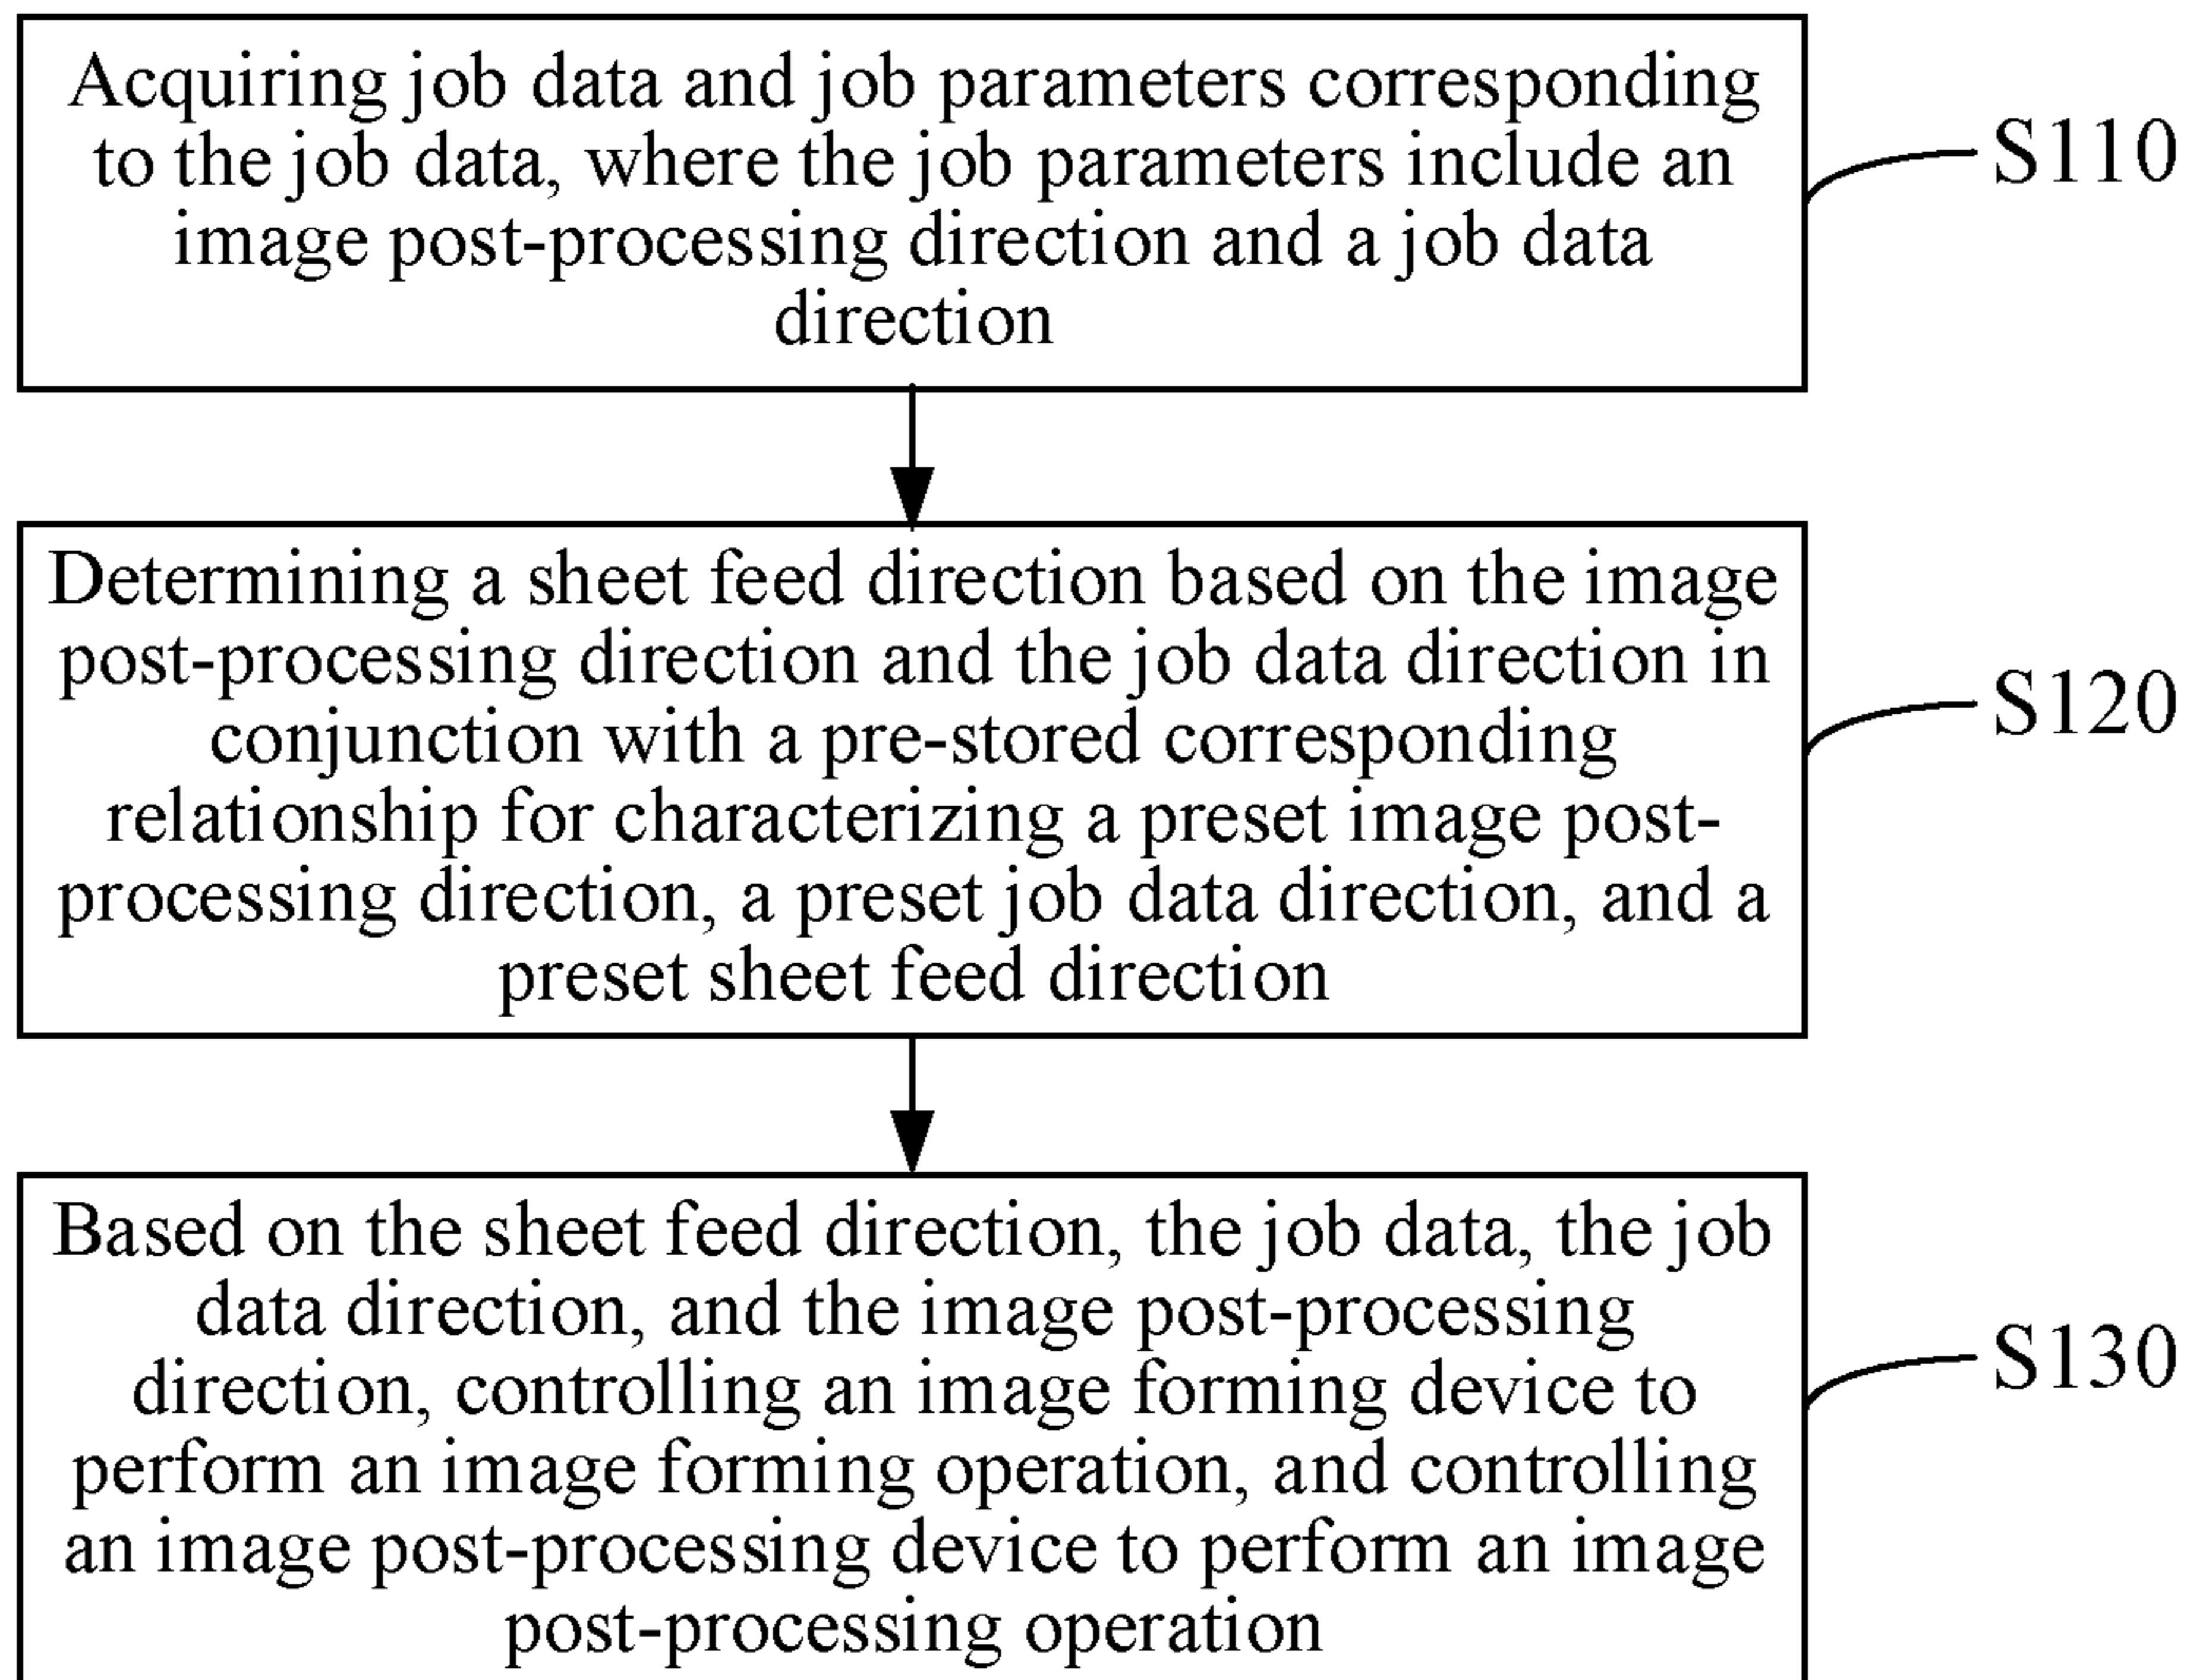 Acquiring job data and job parameters corresponding
to the job data, where the job parameters include an
image post-processing direction and a job data
direction
S110
Determining a sheet feed direction based on the image
post-processing direction and the job data direction in
conjunction with a pre-stored corresponding
relationship for characterizing a preset image post-
processing direction, a preset job data direction, and a
preset sheet feed direction
S120
Based on the sheet feed direction, the job data, the job
data direction, and the image post-processing
direction, controlling an image forming device to
perform an image forming operation, and controlling
an image post-processing device to perform an image
post-processing operation
S130